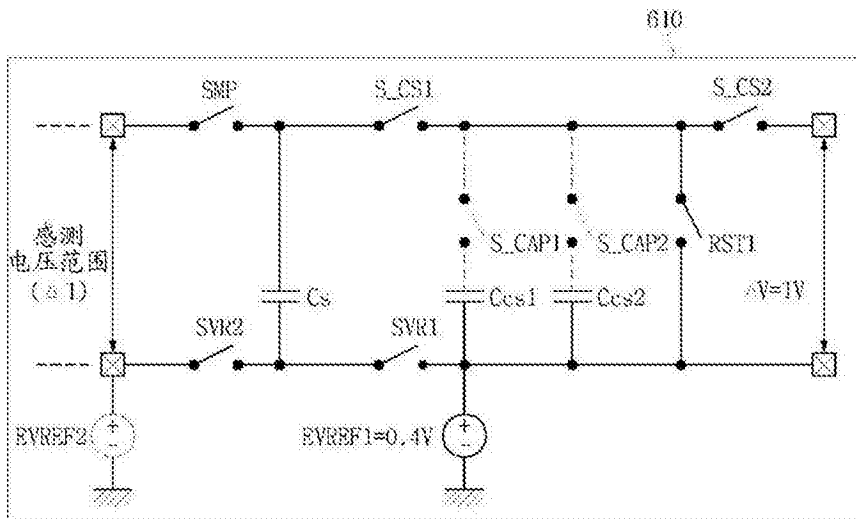 610
SMP
S_CS1
S_CS2
感测
电压范围
(△1)
S_CAP1
S_CAP2
RST1
Cs
Ccs1
Ccs2
△V=1V
SVR2
SVR1
EVREF2
+
-
EVREF1=0.4V
+
-